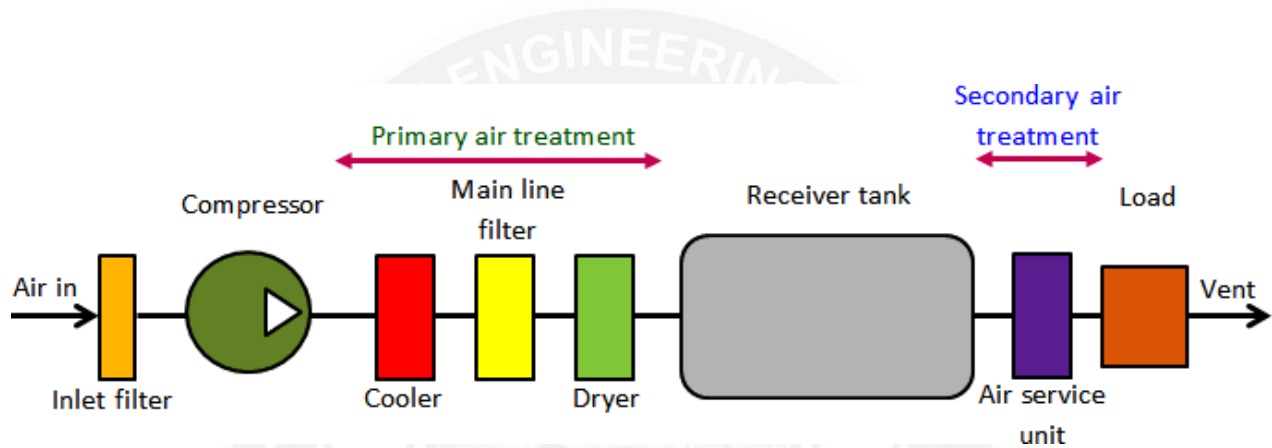 ENGINEERING
Secondary air
treatment
Primary air treatment
Main line
filter
Compressor
Receiver tank
Load
Air in
Vent
Inlet filter
Cooler
Dryer
Air service
unit